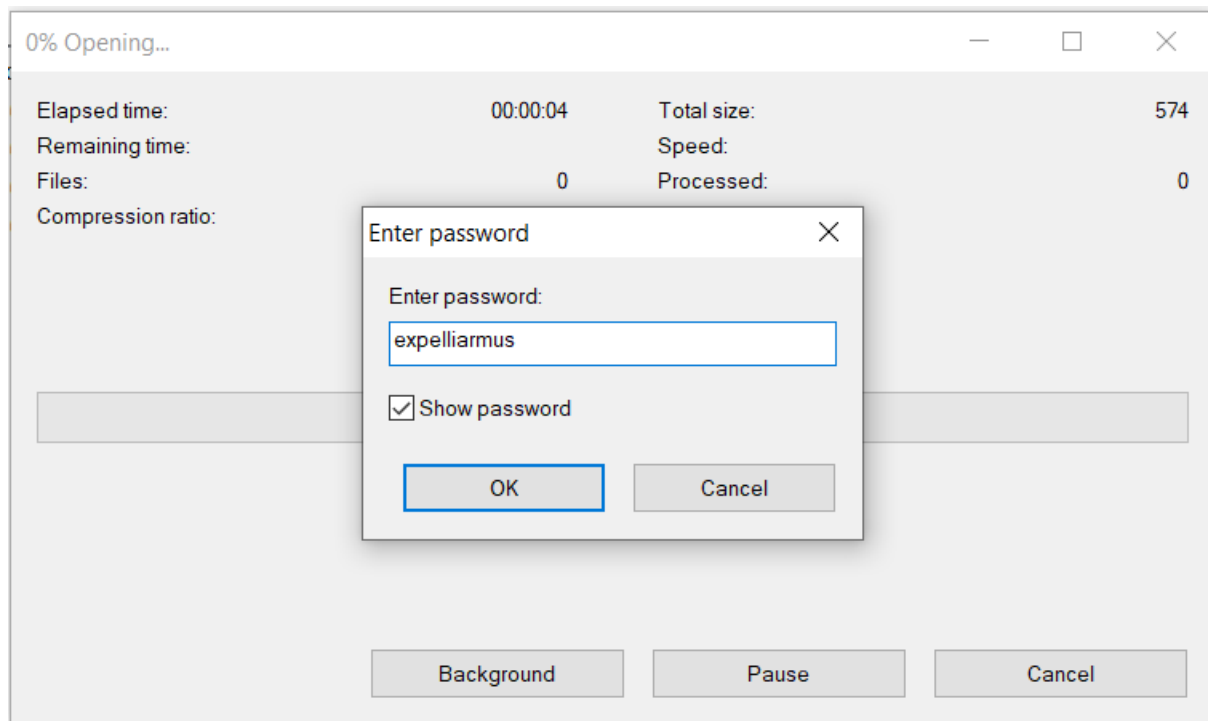 0% Opening...
Elapsed time: 00:00:04 Total size: 574
Remaining time: Speed:
Files: 0 Processed: 0
Compression ratio:
Enter password
Enter password:
expelliarmus
Show password
OK Cancel
Background Pause Cancel